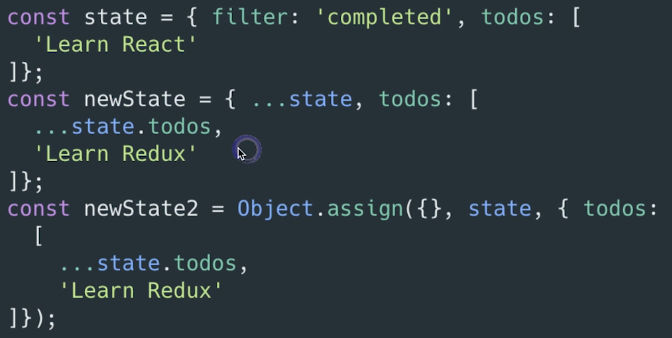 const state = { filter: 'completed', todos: [
  'Learn React'
]};
const newState = { ...state, todos: [
  ...state.todos,
  'Learn Redux'
]};
const newState2 = Object.assign({}, state, { todos:
  [
    ...state.todos,
    'Learn Redux'
]});